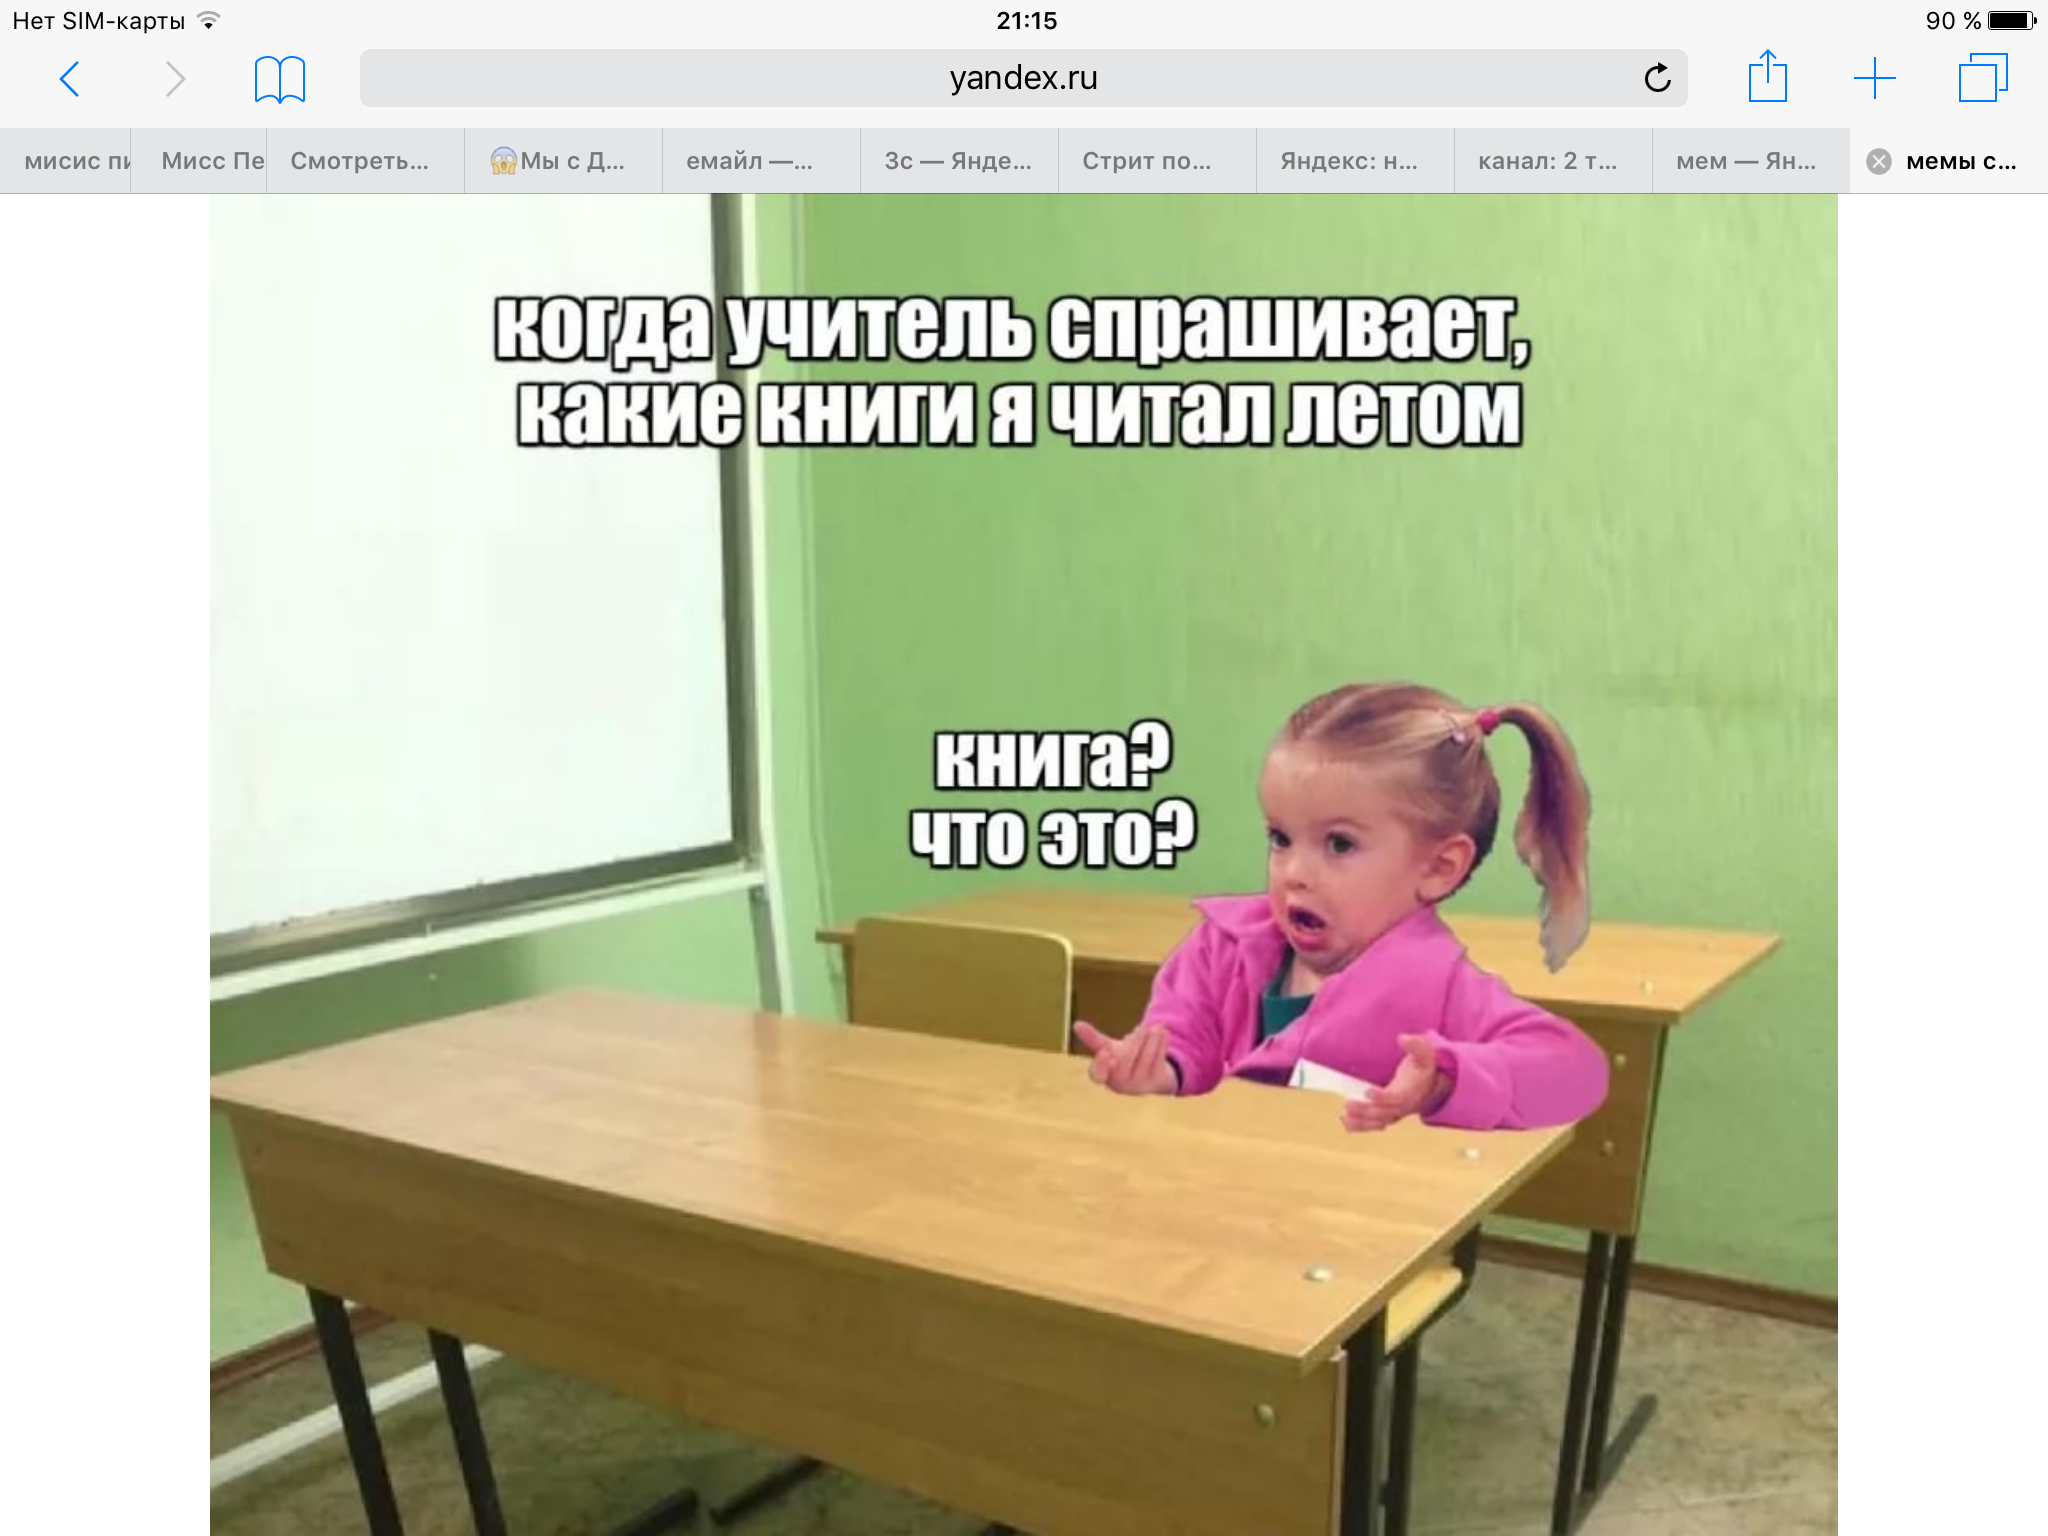 Нет SIM-карты
21:15
90 %
yandex.ru
мисис пи
Мисс Пе
Смотреть...
😱Мы с Д...
емайл —...
3с — Янде...
Стрит по...
Яндекс: н...
канал: 2 т...
мем — Ян...
мемы с...
когда учитель спрашивает,
какие книги я читал летом
книга?
что это?